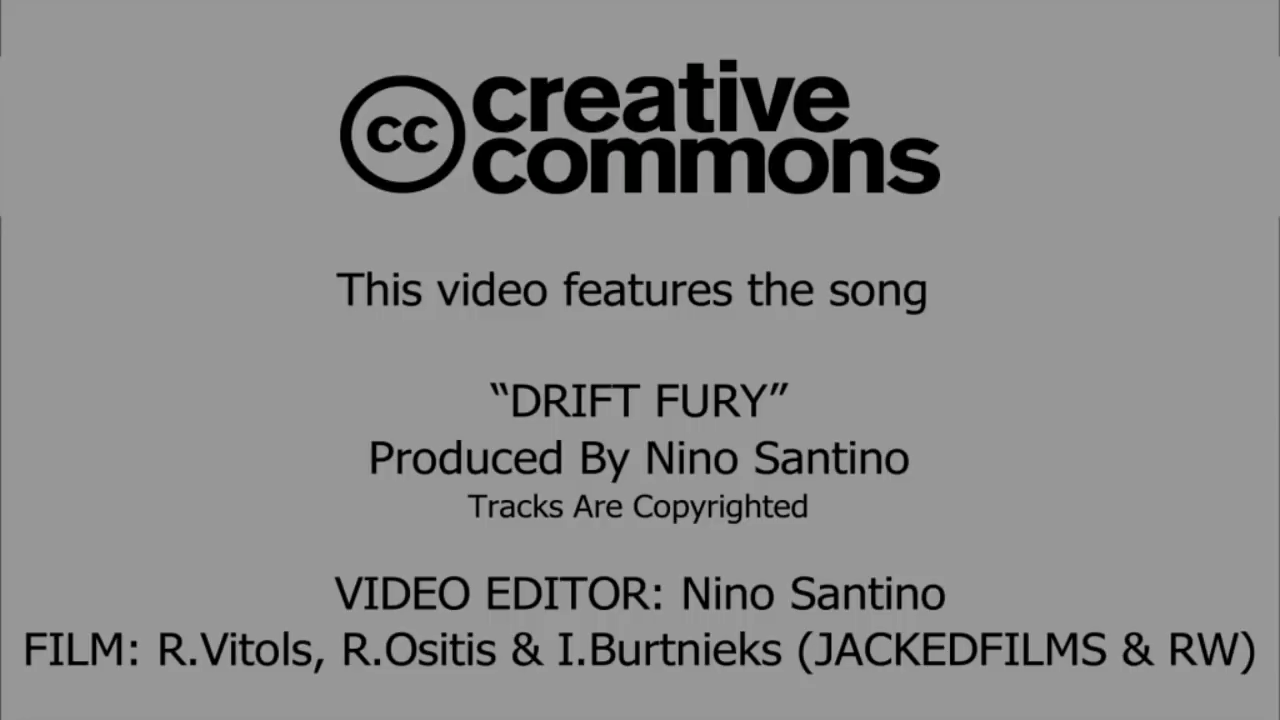 cc creative
commons
This video features the song
“DRIFT FURY”
Produced By Nino Santino
Tracks Are Copyrighted
VIDEO EDITOR: Nino Santino
FILM: R.Vitols, R.Ositis & I.Burtnieks (JACKEDFILMS & RW)